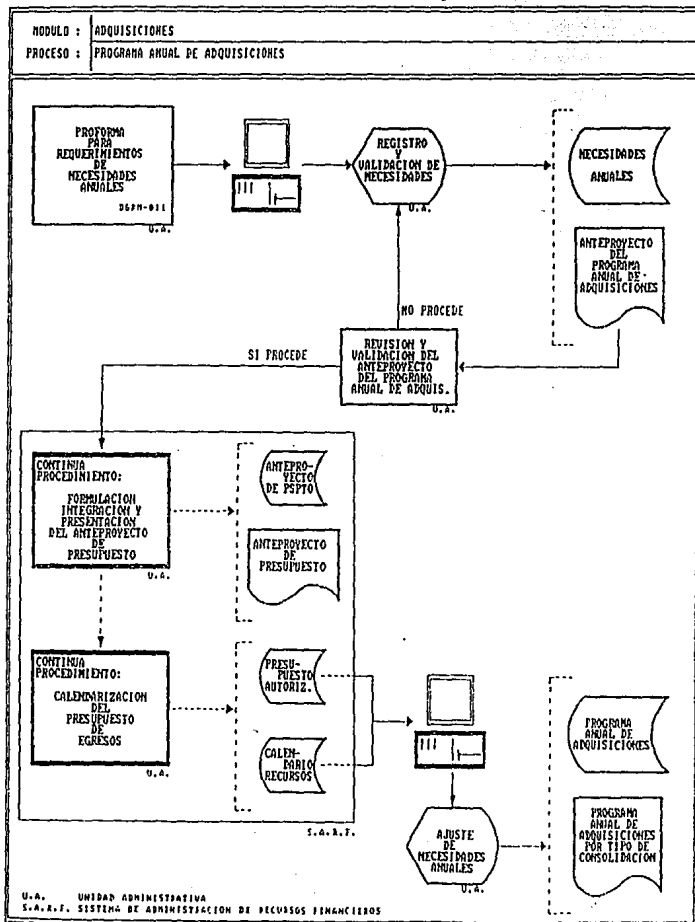 MODULO : ADQUISICIONES
PROCESO : PROGRAMA ANUAL DE ADQUISICIONES
PROFORMA
PARA
REQUERIMIENTOS
DE
NECESIDADES
ANUALES
DGRM-011
U.A.
REGISTRO
Y
VALIDACION DE
NECESIDADES
U.A.
NECESIDADES
ANUALES
ANTEPROYECTO
DEL
PROGRAMA
ANUAL DE
ADQUISICIONES
NO PROCEDE
SI PROCEDE
REVISION Y
VALIDACION DEL
ANTEPROYECTO
DEL PROGRAMA
ANUAL DE ADQUIS.
U.A.
CONTINUA
PROCEDIMIENTO:
FORMULACION
INTEGRACION Y
PRESENTACION
DEL ANTEPROYECTO
DE
PRESUPUESTO
U.A.
ANTEPRO-
YECTO
DE PSPTO
ANTEPROYECTO
DE
PRESUPUESTO
CONTINUA
PROCEDIMIENTO:
CALENDARIZACION
DEL
PRESUPUESTO
DE
EGRESOS
U.A.
PRESU-
PUESTO
AUTORIZ.
CALEN-
DARIO
RECURSOS
S.A.R.F.
AJUSTE
DE
NECESIDADES
ANUALES
U.A.
PROGRAMA
ANUAL DE
ADQUISICIONES
PROGRAMA
ANUAL DE
ADQUISICIONES
POR TIPO DE
CONSOLIDACION
U.A. UNIDAD ADMINISTRATIVA
S.A.R.F. SISTEMA DE ADMINISTRACION DE RECURSOS FINANCIEROS